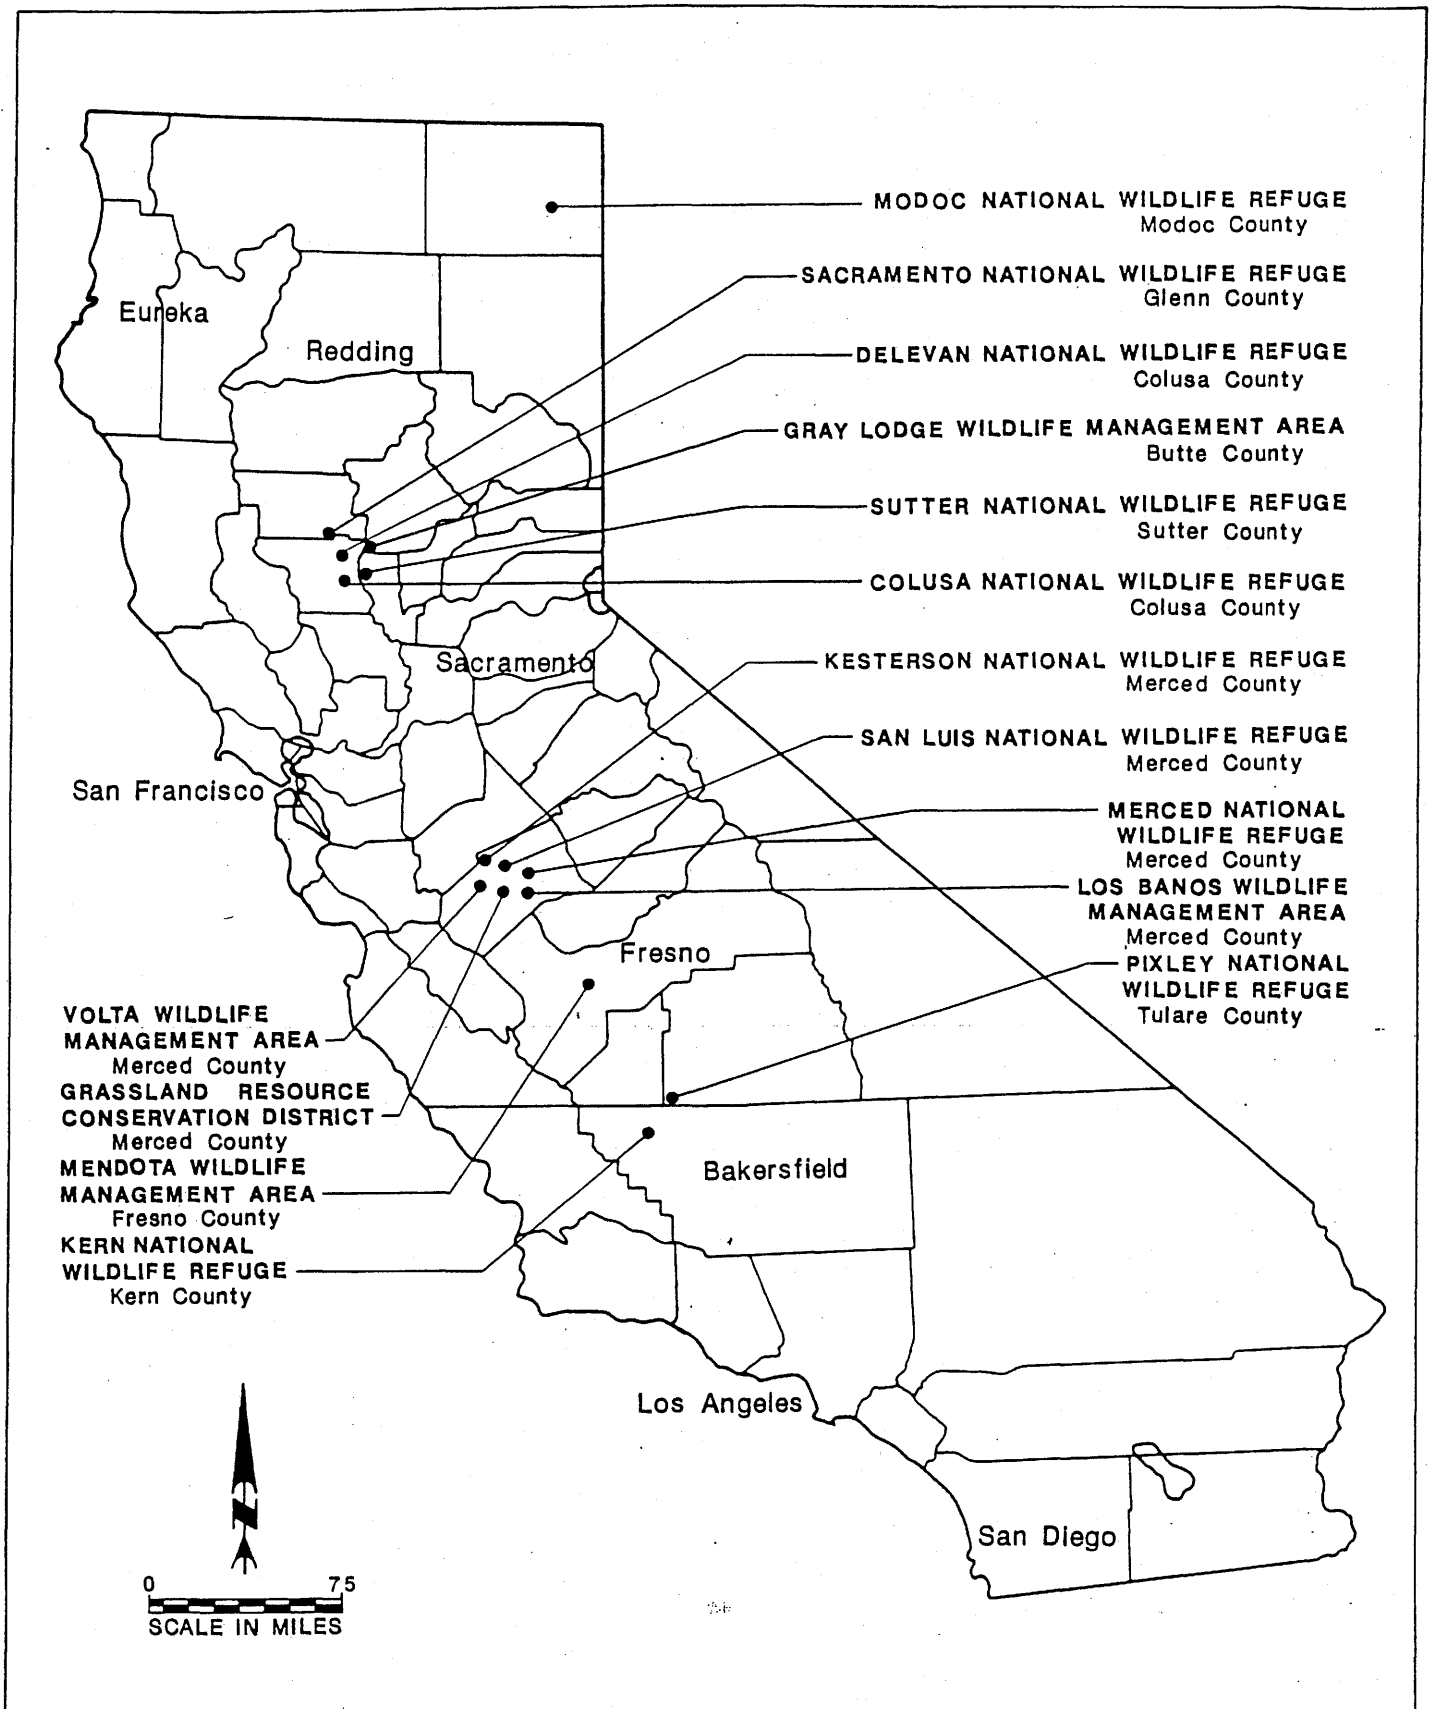 MODOC NATIONAL WILDLIFE REFUGE
Modoc County
SACRAMENTO NATIONAL WILDLIFE REFUGE
Glenn County
Eureka
Redding
DELEVAN NATIONAL WILDLIFE REFUGE
Colusa County
GRAY LODGE WILDLIFE MANAGEMENT AREA
Butte County
SUTTER NATIONAL WILDLIFE REFUGE
Sutter County
COLUSA NATIONAL WILDLIFE REFUGE
Colusa County
Sacramento
KESTERSON NATIONAL WILDLIFE REFUGE
Merced County
SAN LUIS NATIONAL WILDLIFE REFUGE
Merced County
San Francisco
MERCED NATIONAL
WILDLIFE REFUGE
Merced County
LOS BANOS WILDLIFE
MANAGEMENT AREA
Merced County
Fresno
PIXLEY NATIONAL
WILDLIFE REFUGE
Tulare County
VOLTA WILDLIFE
MANAGEMENT AREA
Merced County
GRASSLAND RESOURCE
CONSERVATION DISTRICT
Merced County
MENDOTA WILDLIFE
MANAGEMENT AREA
Fresno County
KERN NATIONAL
WILDLIFE REFUGE
Kern County
Bakersfield
Los Angeles
San Diego
N
0 75
SCALE IN MILES